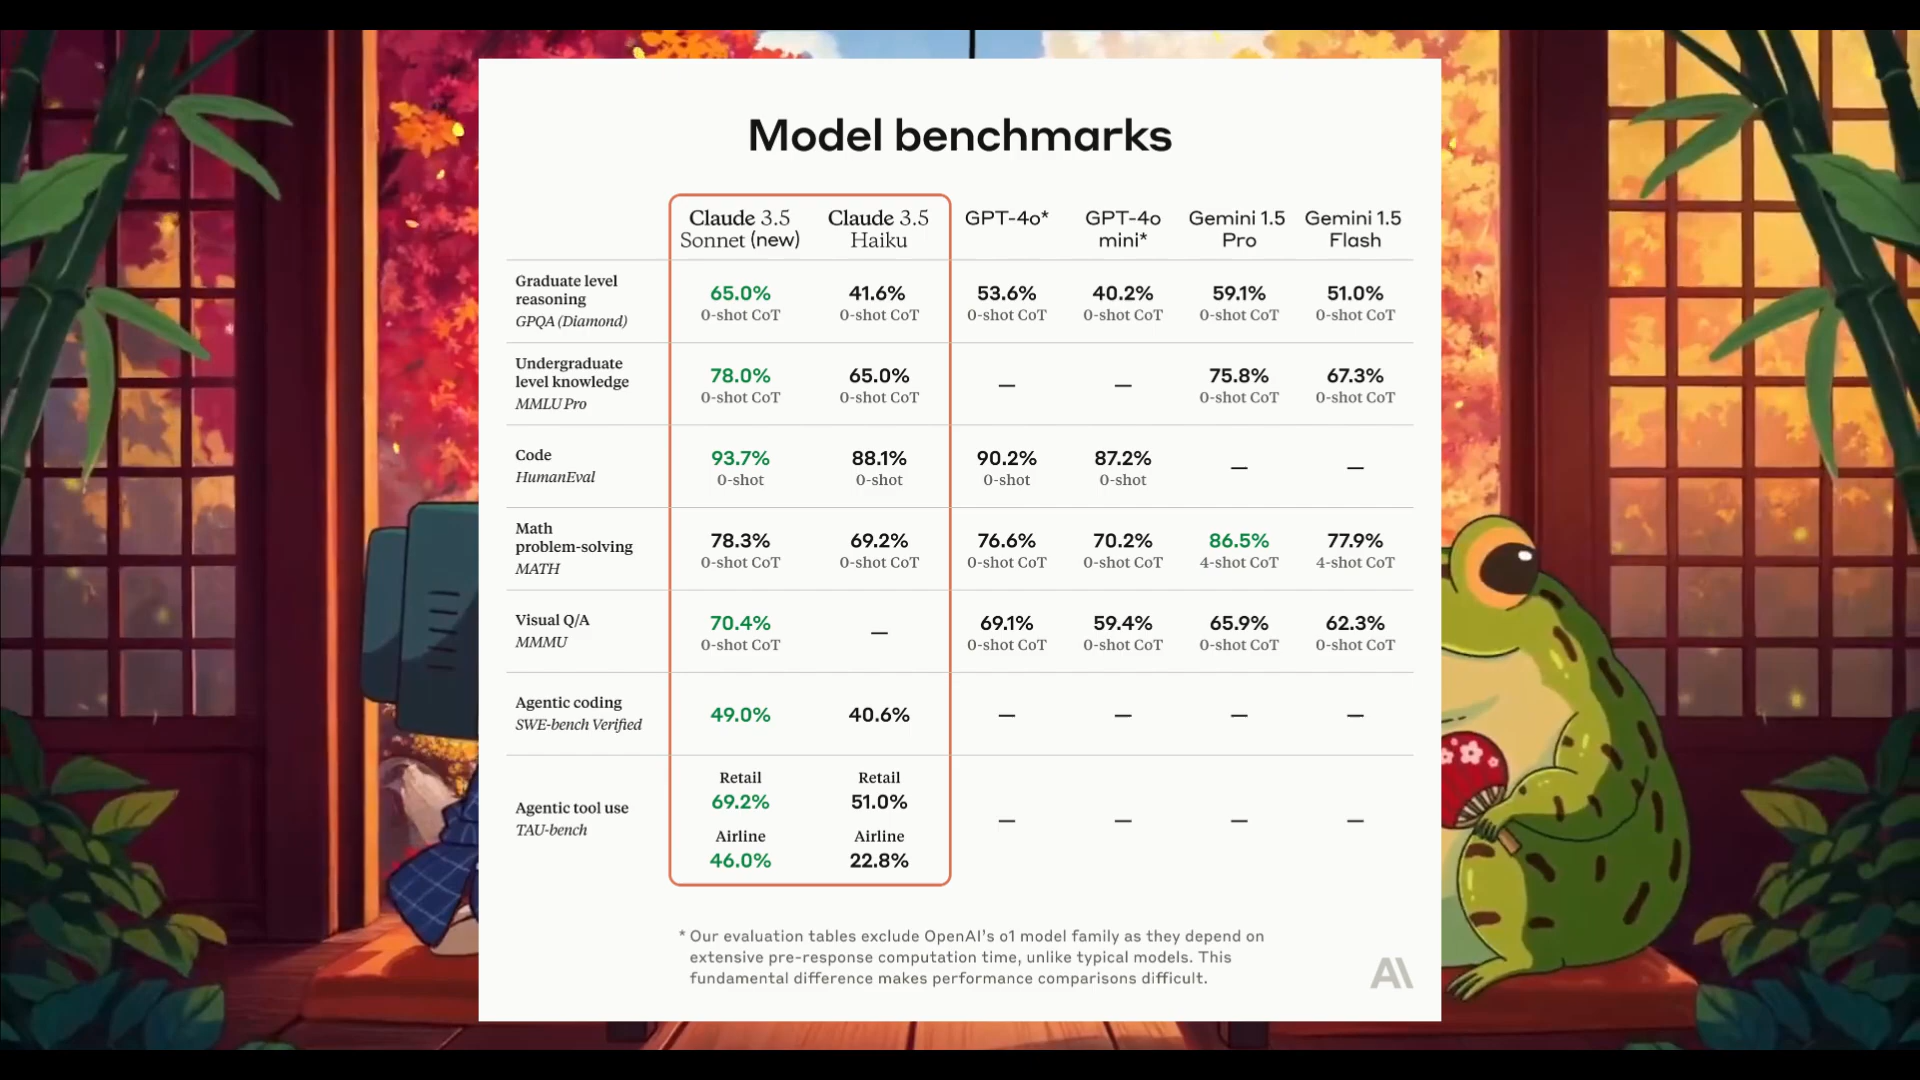 Model benchmarks
Claude 3.5 Sonnet (new)
Claude 3.5 Haiku
GPT-4o*
GPT-4o mini*
Gemini 1.5 Pro
Gemini 1.5 Flash
Graduate level
reasoning
GPQA (Diamond)
65.0% 41.6% 53.6% 40.2% 59.1% 51.0%
0-shot CoT 0-shot CoT 0-shot CoT 0-shot CoT 0-shot CoT 0-shot CoT
Undergraduate
level knowledge
MMLU Pro
78.0% 65.0% — — 75.8% 67.3%
0-shot CoT 0-shot CoT 0-shot CoT 0-shot CoT
Code
HumanEval
93.7% 88.1% 90.2% 87.2% — —
0-shot 0-shot 0-shot 0-shot
Math
problem-solving
MATH
78.3% 69.2% 76.6% 70.2% 86.5% 77.9%
0-shot CoT 0-shot CoT 0-shot CoT 0-shot CoT 4-shot CoT 4-shot CoT
Visual Q/A
MMMU
70.4% — 69.1% 59.4% 65.9% 62.3%
0-shot CoT 0-shot CoT 0-shot CoT 0-shot CoT 0-shot CoT
Agentic coding
SWE-bench Verified
49.0% 40.6% — — — —
Agentic tool use
TAU-bench
Retail Retail
69.2% 51.0% — — — —
Airline Airline
46.0% 22.8%
* Our evaluation tables exclude OpenAI's o1 model family as they depend on
extensive pre-response computation time, unlike typical models. This
fundamental difference makes performance comparisons difficult.
A\